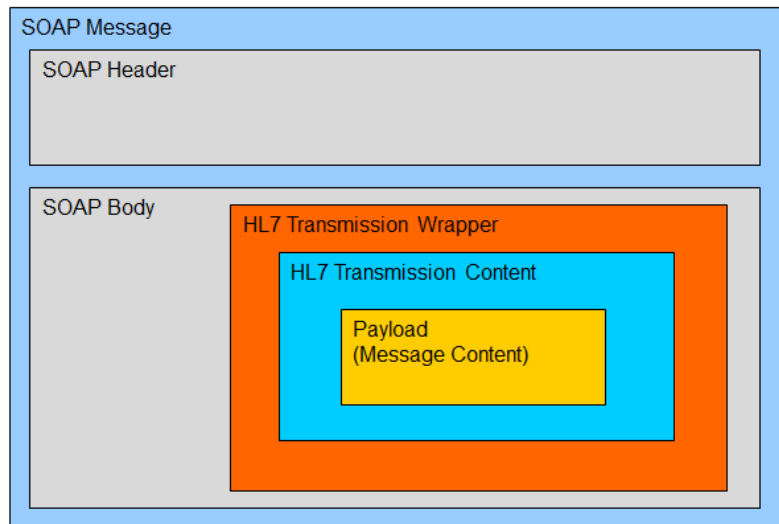 SOAP Message
SOAP Header
SOAP Body
HL7 Transmission Wrapper
HL7 Transmission Content
Payload
(Message Content)